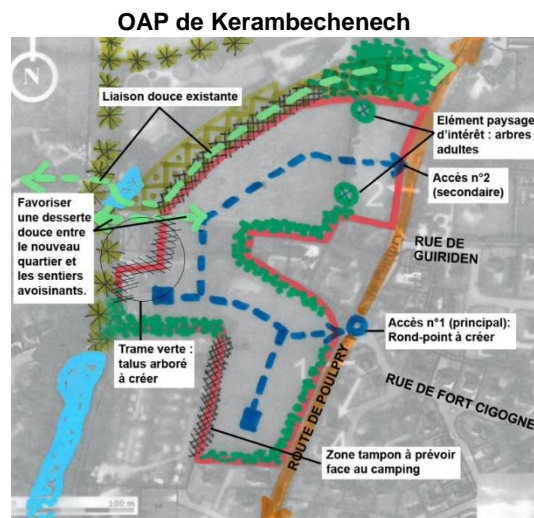 OAP de Kerambechenech
N
Liaison douce existante
Elément paysage
d'intérêt : arbres
adultes
Accès n°2
(secondaire)
Favoriser
une desserte
douce entre
le nouveau
quartier et
les sentiers
avoisinants.
RUE DE
GUIRIDEN
Accès n°1 (principal):
Rond-point à créer
Trame verte :
talus arboré
à créer
RUE DE FORT CIGOGNE
ROUTE DE POULPRY
Zone tampon à prévoir
face au camping
100 m